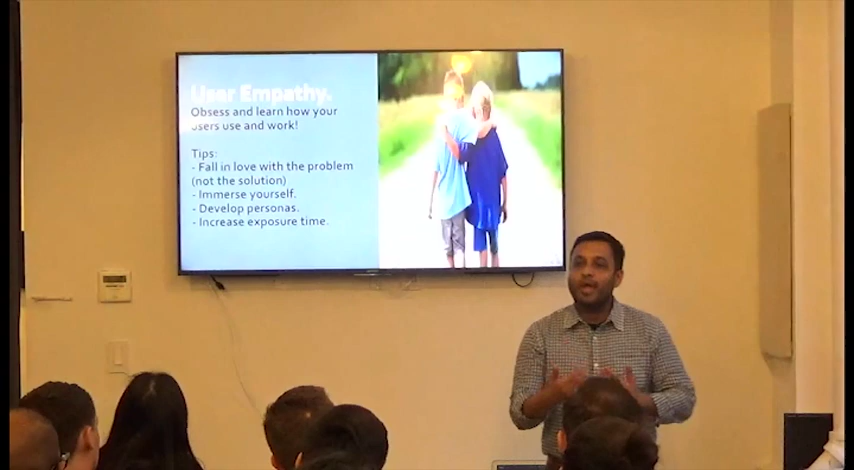 User Empathy.
Obsess and learn how your
users use and work!
Tips:
- Fall in love with the problem
(not the solution)
- Immerse yourself.
- Develop personas.
- Increase exposure time.